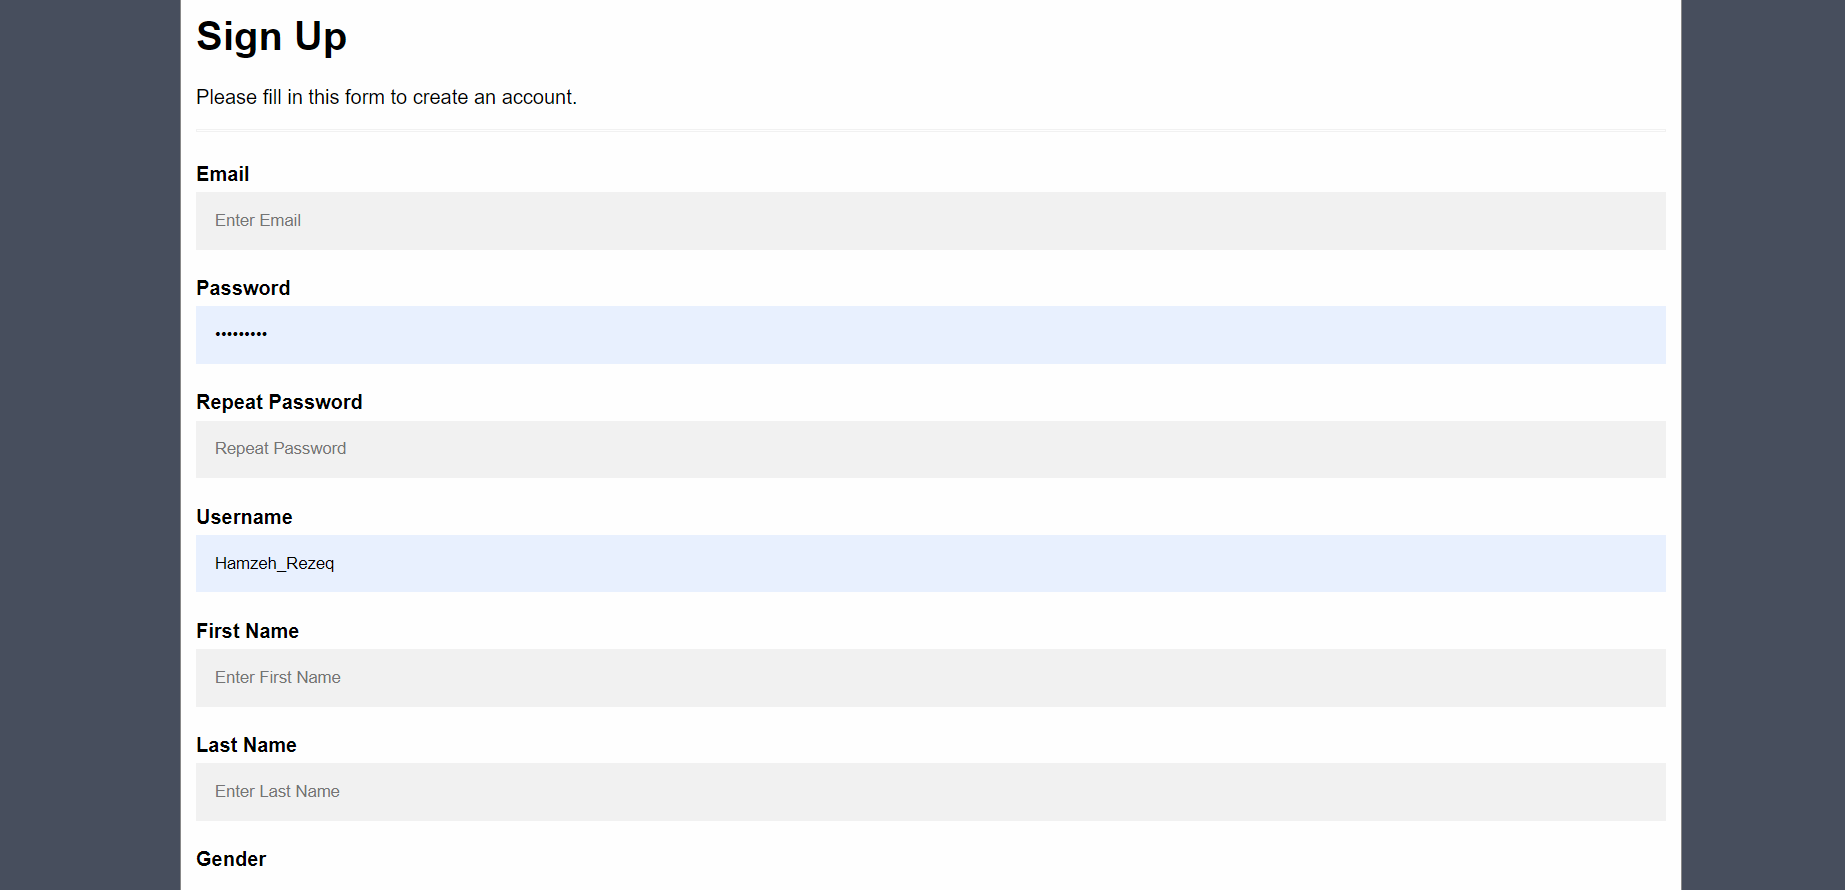 Sign Up
Please fill in this form to create an account.
Email
Enter Email
Password
•••••••••
Repeat Password
Repeat Password
Username
Hamzeh_Rezeq
First Name
Enter First Name
Last Name
Enter Last Name
Gender